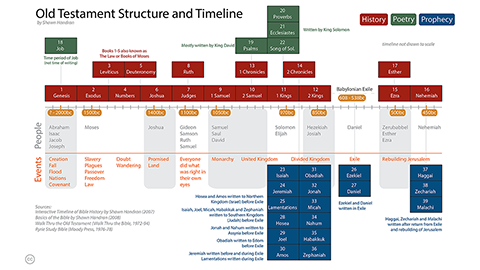 Old Testament Structure and Timeline
by Shawn Handran
History
Poetry
Prophecy
timeline not drawn to scale
20
Proverbs
21
Ecclesiastes
22
Song of Sol.
Written by King Solomon
18
Job
Time period of Job
(not time of writing)
Mostly written by King David
19
Psalms
Books 1-5 also known as
The Law or Books of Moses
3
Leviticus
5
Deuteronomy
8
Ruth
13
1 Chronicles
14
2 Chronicles
17
Esther
Babylonian Exile
1
Genesis
2
Exodus
4
Numbers
6
Joshua
7
Judges
9
1 Samuel
10
2 Samuel
11
1 Kings
12
2 Kings
15
Ezra
16
Nehemiah
People
Abraham
Isaac
Jacob
Joseph
Moses
Joshua
Gideon
Samson
Ruth
Samuel
Samuel
Saul
David
Solomon
Elijah
Hezekiah
Josiah
Daniel
Zerubbabel
Esther
Ezra
Nehemiah
Events
Creation
Fall
Flood
Nations
Covenant
Slavery
Plagues
Passover
Freedom
Law
Doubt
Wandering
Promised
Land
Everyone
did what
was right in
their own
eyes
Monarchy
United Kingdom
Divided Kingdom
Exile
Rebuilding Jerusalem
23
Isaiah
31
Obadiah
24
Jeremiah
32
Jonah
25
Lamentations
33
Micah
28
Hosea
34
Nahum
29
Joel
35
Habakkuk
30
Amos
36
Zephaniah
26
Ezekiel
27
Daniel
Ezekiel and Daniel
written in Exile
37
Haggai
38
Zechariah
39
Malachi
Haggai, Zechariah and Malachi
written after return from Exile
and rebuilding of Jerusalem
Hosea and Amos written to Northern
Kingdom (Israel) before Exile
Isaiah, Joel, Micah, Habakkuk and Zephaniah
written to Southern Kingdom
(Judah) before Exile
Jonah and Nahum written to
Assyria before Exile
Obadiah written to Edom
before Exile
Jeremiah written before and during Exile
Lamentations written during Exile
Sources:
Interactive Timeline of Bible History by Shawn Handran (2007)
Basics of the Bible by Shawn Handran (2008)
Walk Thru the Old Testament (Walk Thru the Bible, 1972-94)
Ryrie Study Bible (Moody Press, 1976-78)